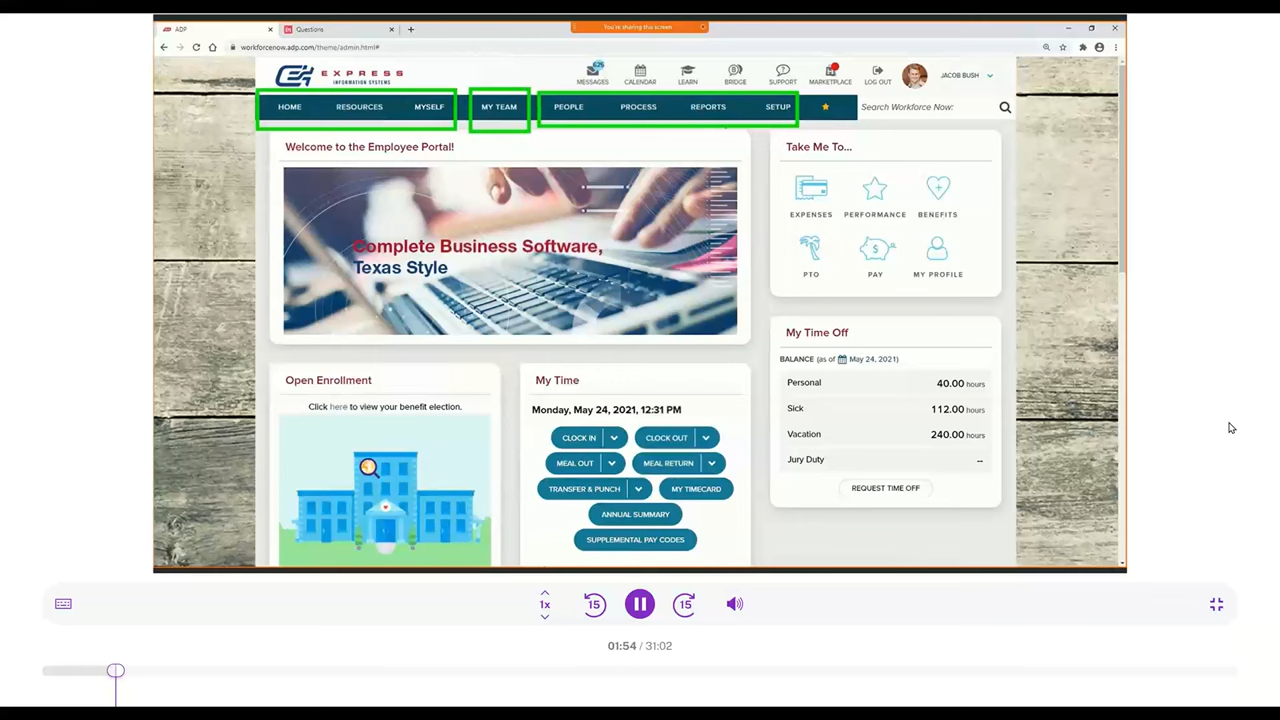 ADP
Questions
You're sharing this screen
workforcenow.adp.com/theme/admin.html#
EXPRESS
INFORMATION SYSTEMS
MESSAGES CALENDAR LEARN BRIDGE SUPPORT MARKETPLACE LOG OUT JACOB BUSH
HOME RESOURCES MYSELF MY TEAM PEOPLE PROCESS REPORTS SETUP Search Workforce Now:
Welcome to the Employee Portal!
Complete Business Software,
Texas Style
Take Me To...
EXPENSES PERFORMANCE BENEFITS
PTO PAY MY PROFILE
Open Enrollment
Click here to view your benefit election.
My Time
Monday, May 24, 2021, 12:31 PM
CLOCK IN CLOCK OUT
MEAL OUT MEAL RETURN
TRANSFER & PUNCH MY TIMECARD
ANNUAL SUMMARY
SUPPLEMENTAL PAY CODES
My Time Off
BALANCE (as of May 24, 2021)
Personal 40.00 hours
Sick 112.00 hours
Vacation 240.00 hours
Jury Duty --
REQUEST TIME OFF
1x 15 15
01:54 / 31:02